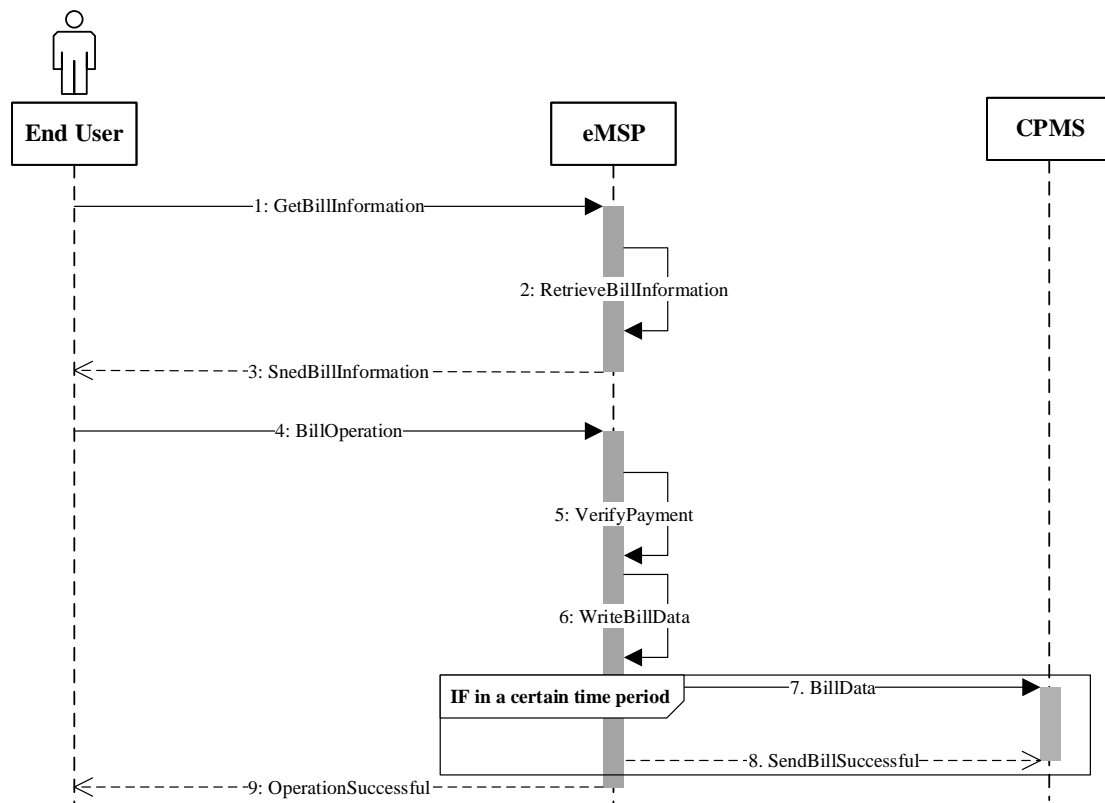 End User
eMSP
CPMS
1: GetBillInformation
2: RetrieveBillInformation
3: SnedBillInformation
4: BillOperation
5: VerifyPayment
6: WriteBillData
IF in a certain time period
7. BillData
8. SendBillSuccessful
9: OperationSuccessful